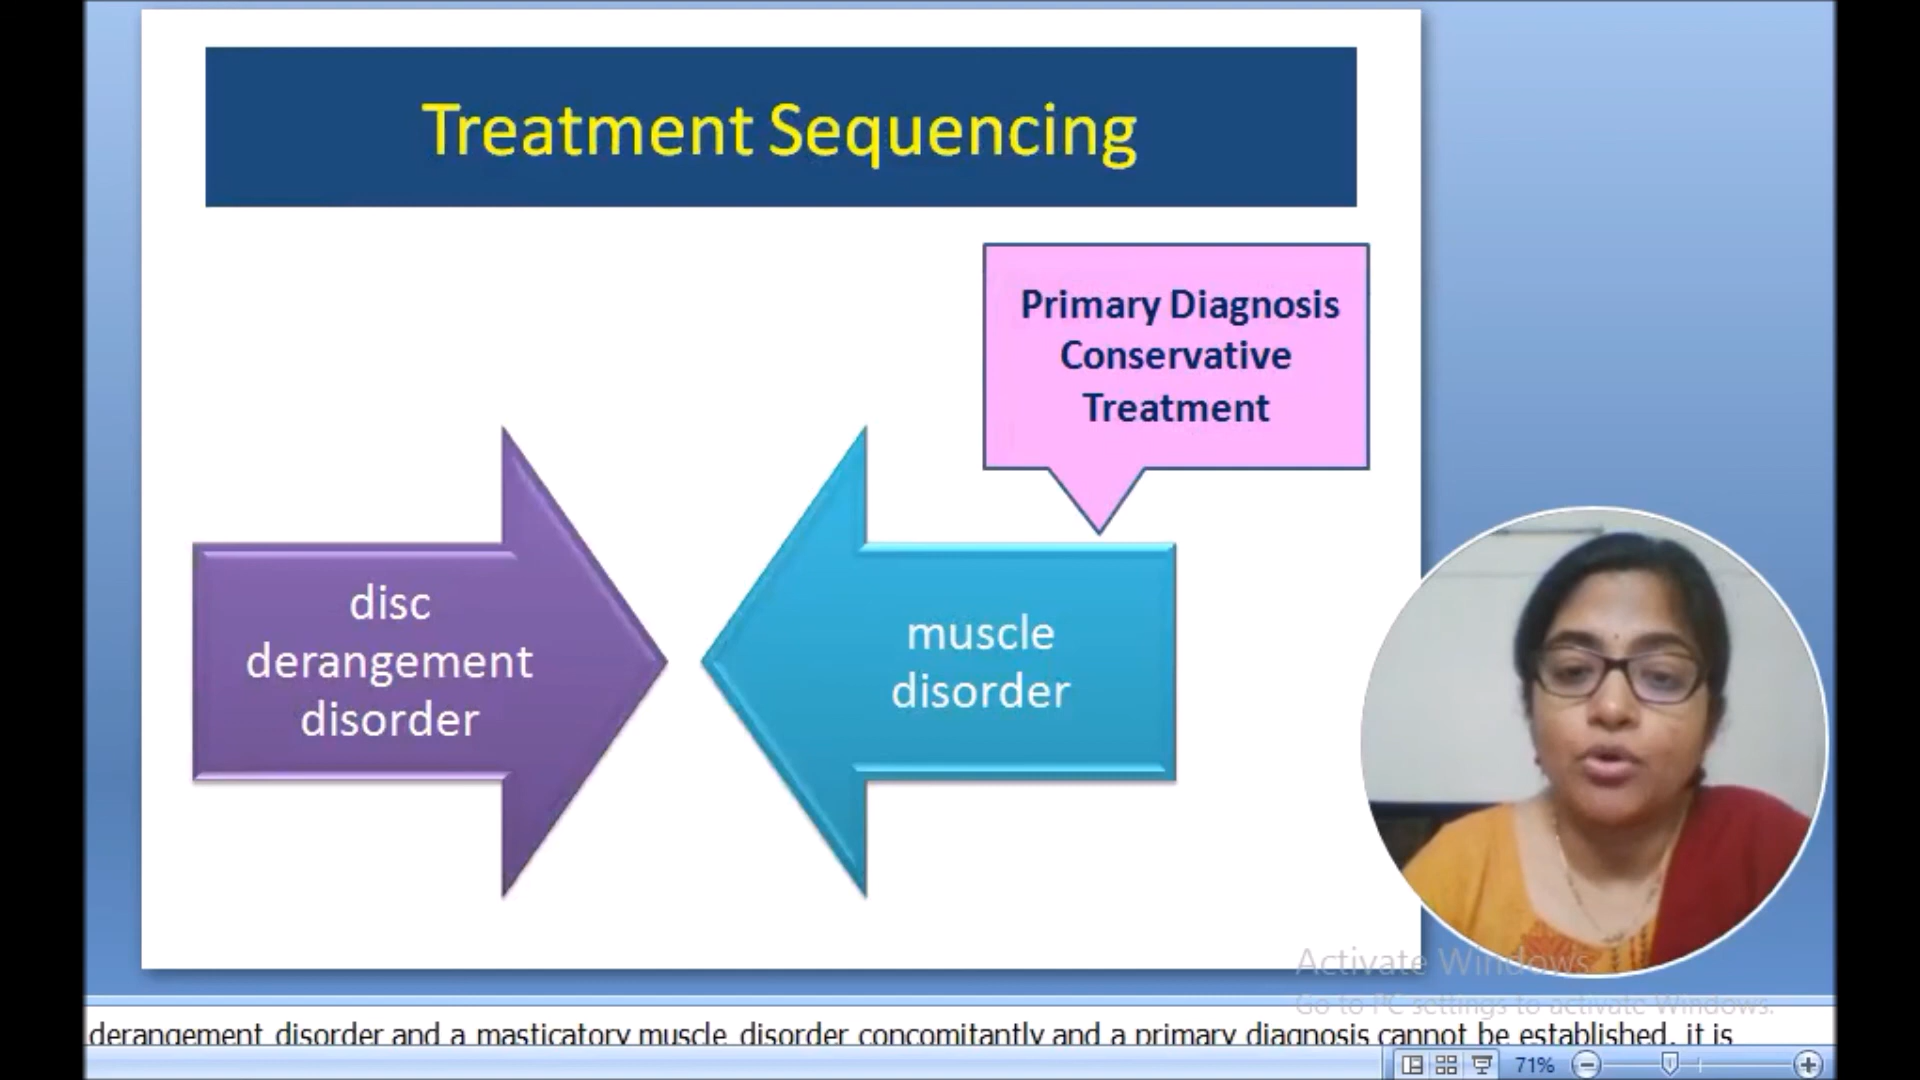 Treatment Sequencing
Primary Diagnosis
Conservative
Treatment
disc
derangement
disorder
muscle
disorder
Activate Windows
Go to PC settings to activate Windows.
derangement disorder and a masticatory muscle disorder concomitantly and a primary diagnosis cannot be established, it is
71%